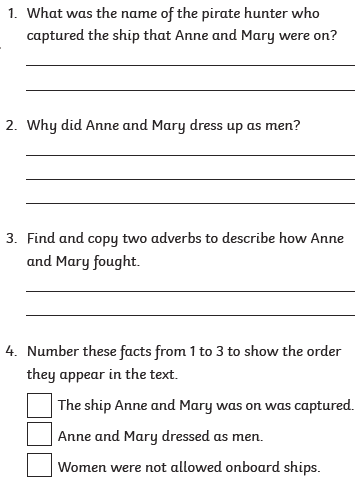 1. What was the name of the pirate hunter who
captured the ship that Anne and Mary were on?
2. Why did Anne and Mary dress up as men?
3. Find and copy two adverbs to describe how Anne
and Mary fought.
4. Number these facts from 1 to 3 to show the order
they appear in the text.
The ship Anne and Mary was on was captured.
Anne and Mary dressed as men.
Women were not allowed onboard ships.